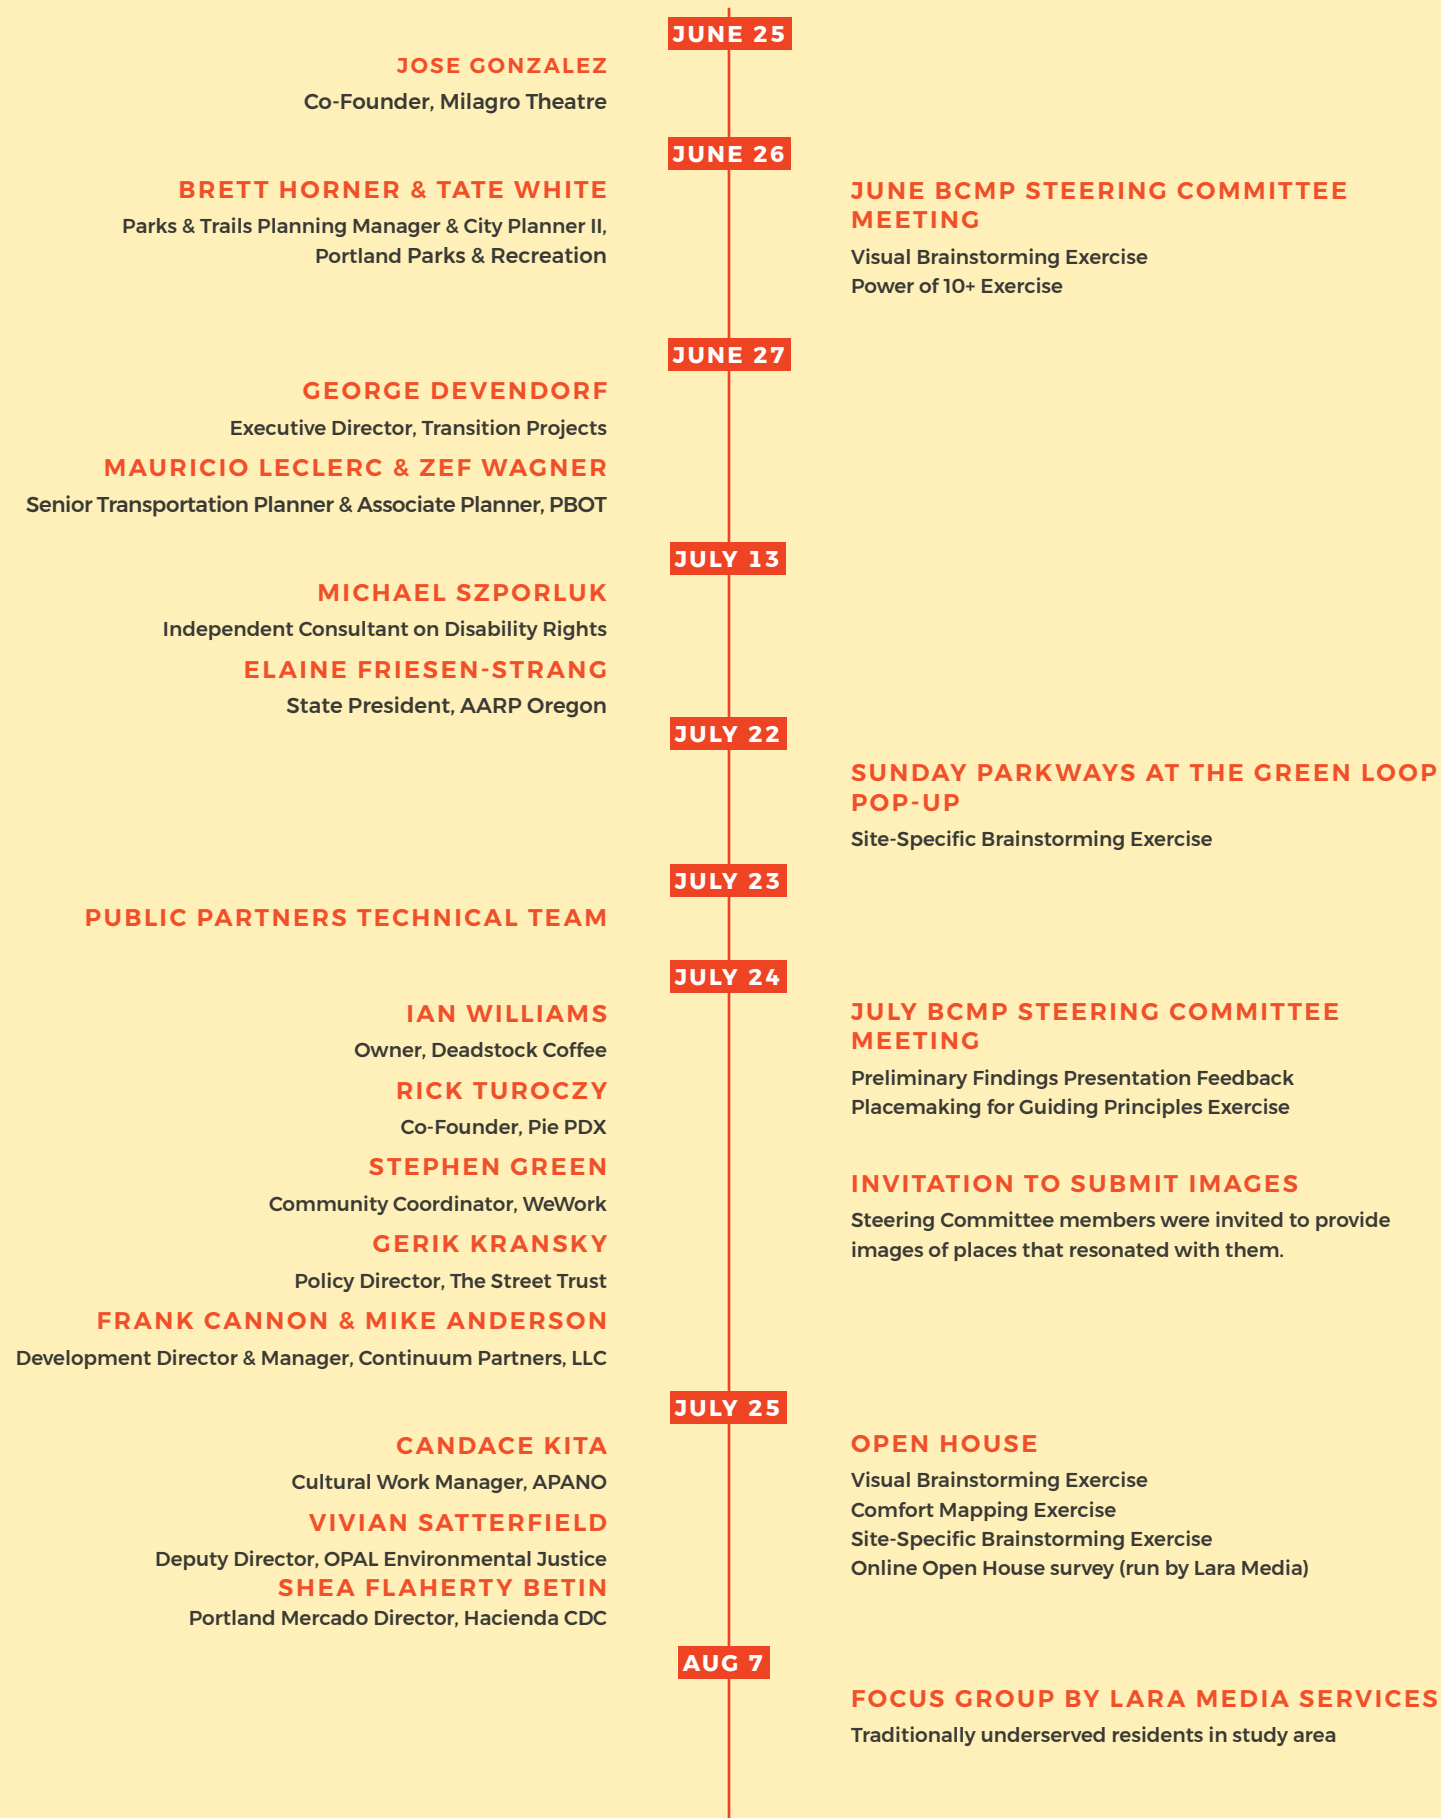 JUNE 25
JOSE GONZALEZ
Co-Founder, Milagro Theatre
JUNE 26
BRETT HORNER & TATE WHITE
Parks & Trails Planning Manager & City Planner II,
Portland Parks & Recreation
JUNE BCMP STEERING COMMITTEE
MEETING
Visual Brainstorming Exercise
Power of 10+ Exercise
JUNE 27
GEORGE DEVENDORF
Executive Director, Transition Projects
MAURICIO LECLERC & ZEF WAGNER
Senior Transportation Planner & Associate Planner, PBOT
JULY 13
MICHAEL SZPORLUK
Independent Consultant on Disability Rights
ELAINE FRIESEN-STRANG
State President, AARP Oregon
JULY 22
SUNDAY PARKWAYS AT THE GREEN LOOP
POP-UP
Site-Specific Brainstorming Exercise
JULY 23
PUBLIC PARTNERS TECHNICAL TEAM
JULY 24
IAN WILLIAMS
Owner, Deadstock Coffee
RICK TUROCZY
Co-Founder, Pie PDX
STEPHEN GREEN
Community Coordinator, WeWork
GERIK KRANSKY
Policy Director, The Street Trust
FRANK CANNON & MIKE ANDERSON
Development Director & Manager, Continuum Partners, LLC
JULY BCMP STEERING COMMITTEE
MEETING
Preliminary Findings Presentation Feedback
Placemaking for Guiding Principles Exercise
INVITATION TO SUBMIT IMAGES
Steering Committee members were invited to provide
images of places that resonated with them.
JULY 25
CANDACE KITA
Cultural Work Manager, APANO
VIVIAN SATTERFIELD
Deputy Director, OPAL Environmental Justice
SHEA FLAHERTY BETIN
Portland Mercado Director, Hacienda CDC
OPEN HOUSE
Visual Brainstorming Exercise
Comfort Mapping Exercise
Site-Specific Brainstorming Exercise
Online Open House survey (run by Lara Media)
AUG 7
FOCUS GROUP BY LARA MEDIA SERVICES
Traditionally underserved residents in study area